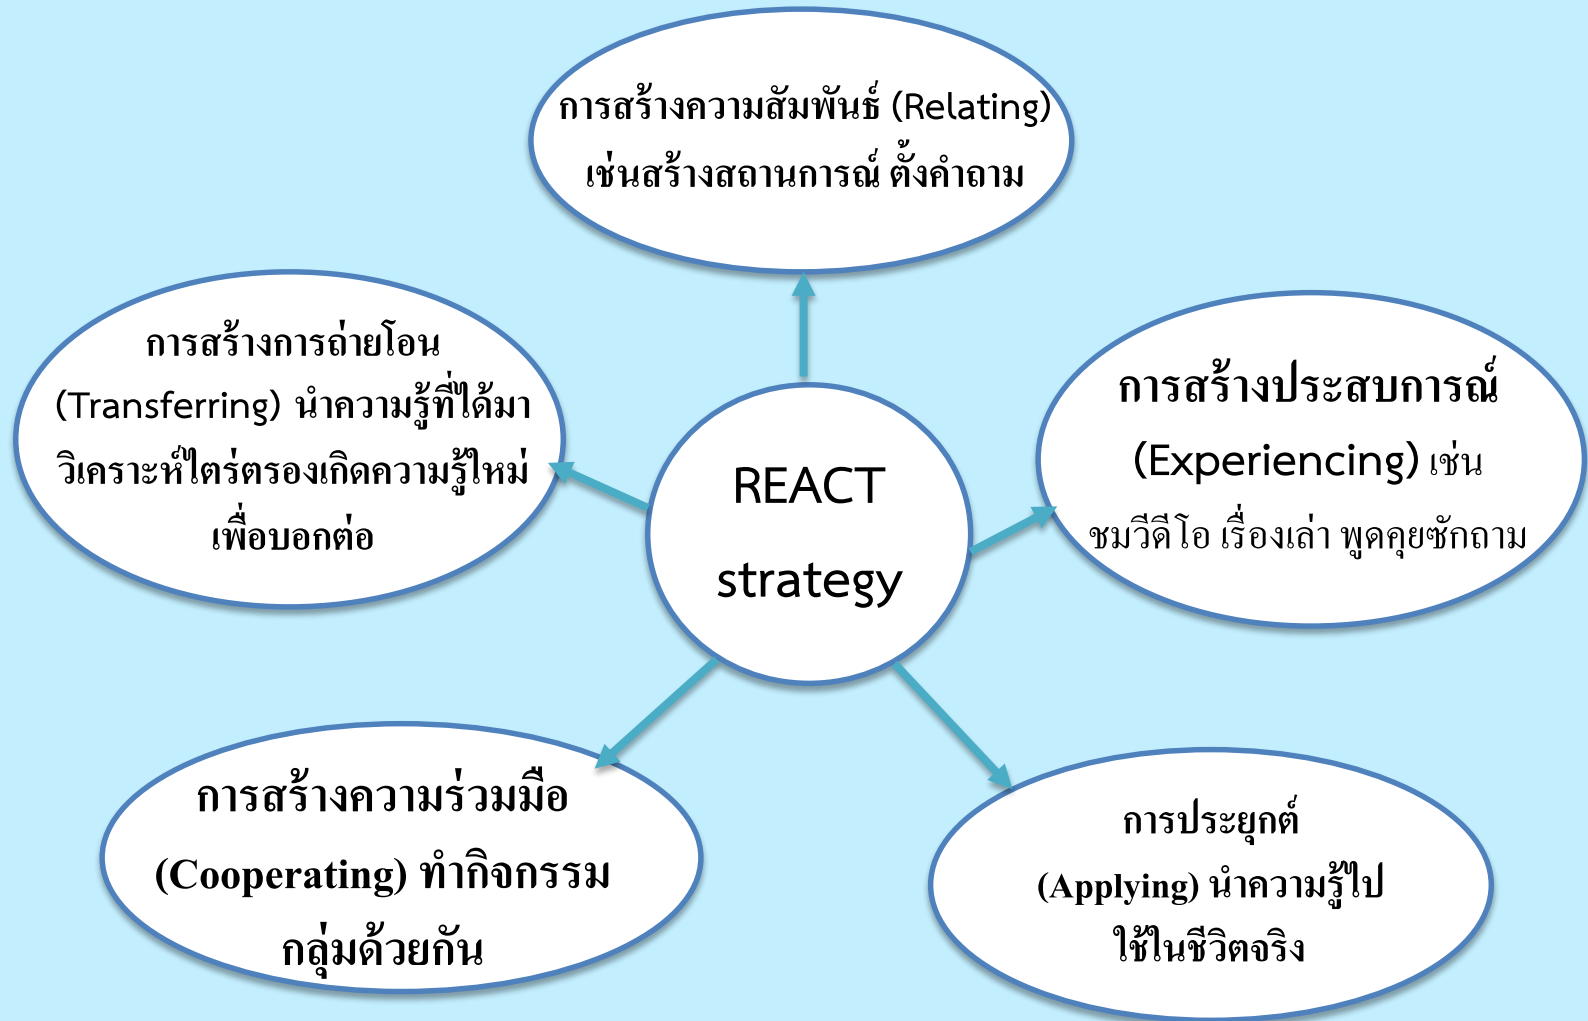 การสร้างความสัมพันธ์ (Relating)
เช่นสร้างสถานการณ์ ตั้งคำถาม
การสร้างการถ่ายโอน
(Transferring) นำความรู้ที่ได้มา
วิเคราะห์ไตร่ตรองเกิดความรู้ใหม่
เพื่อบอกต่อ
การสร้างประสบการณ์
(Experiencing) เช่น
ชมวีดีโอ เรื่องเล่า พูดคุยซักถาม
REACT
strategy
การสร้างความร่วมมือ
(Cooperating) ทำกิจกรรม
กลุ่มด้วยกัน
การประยุกต์
(Applying) นำความรู้ไป
ใช้ในชีวิตจริง